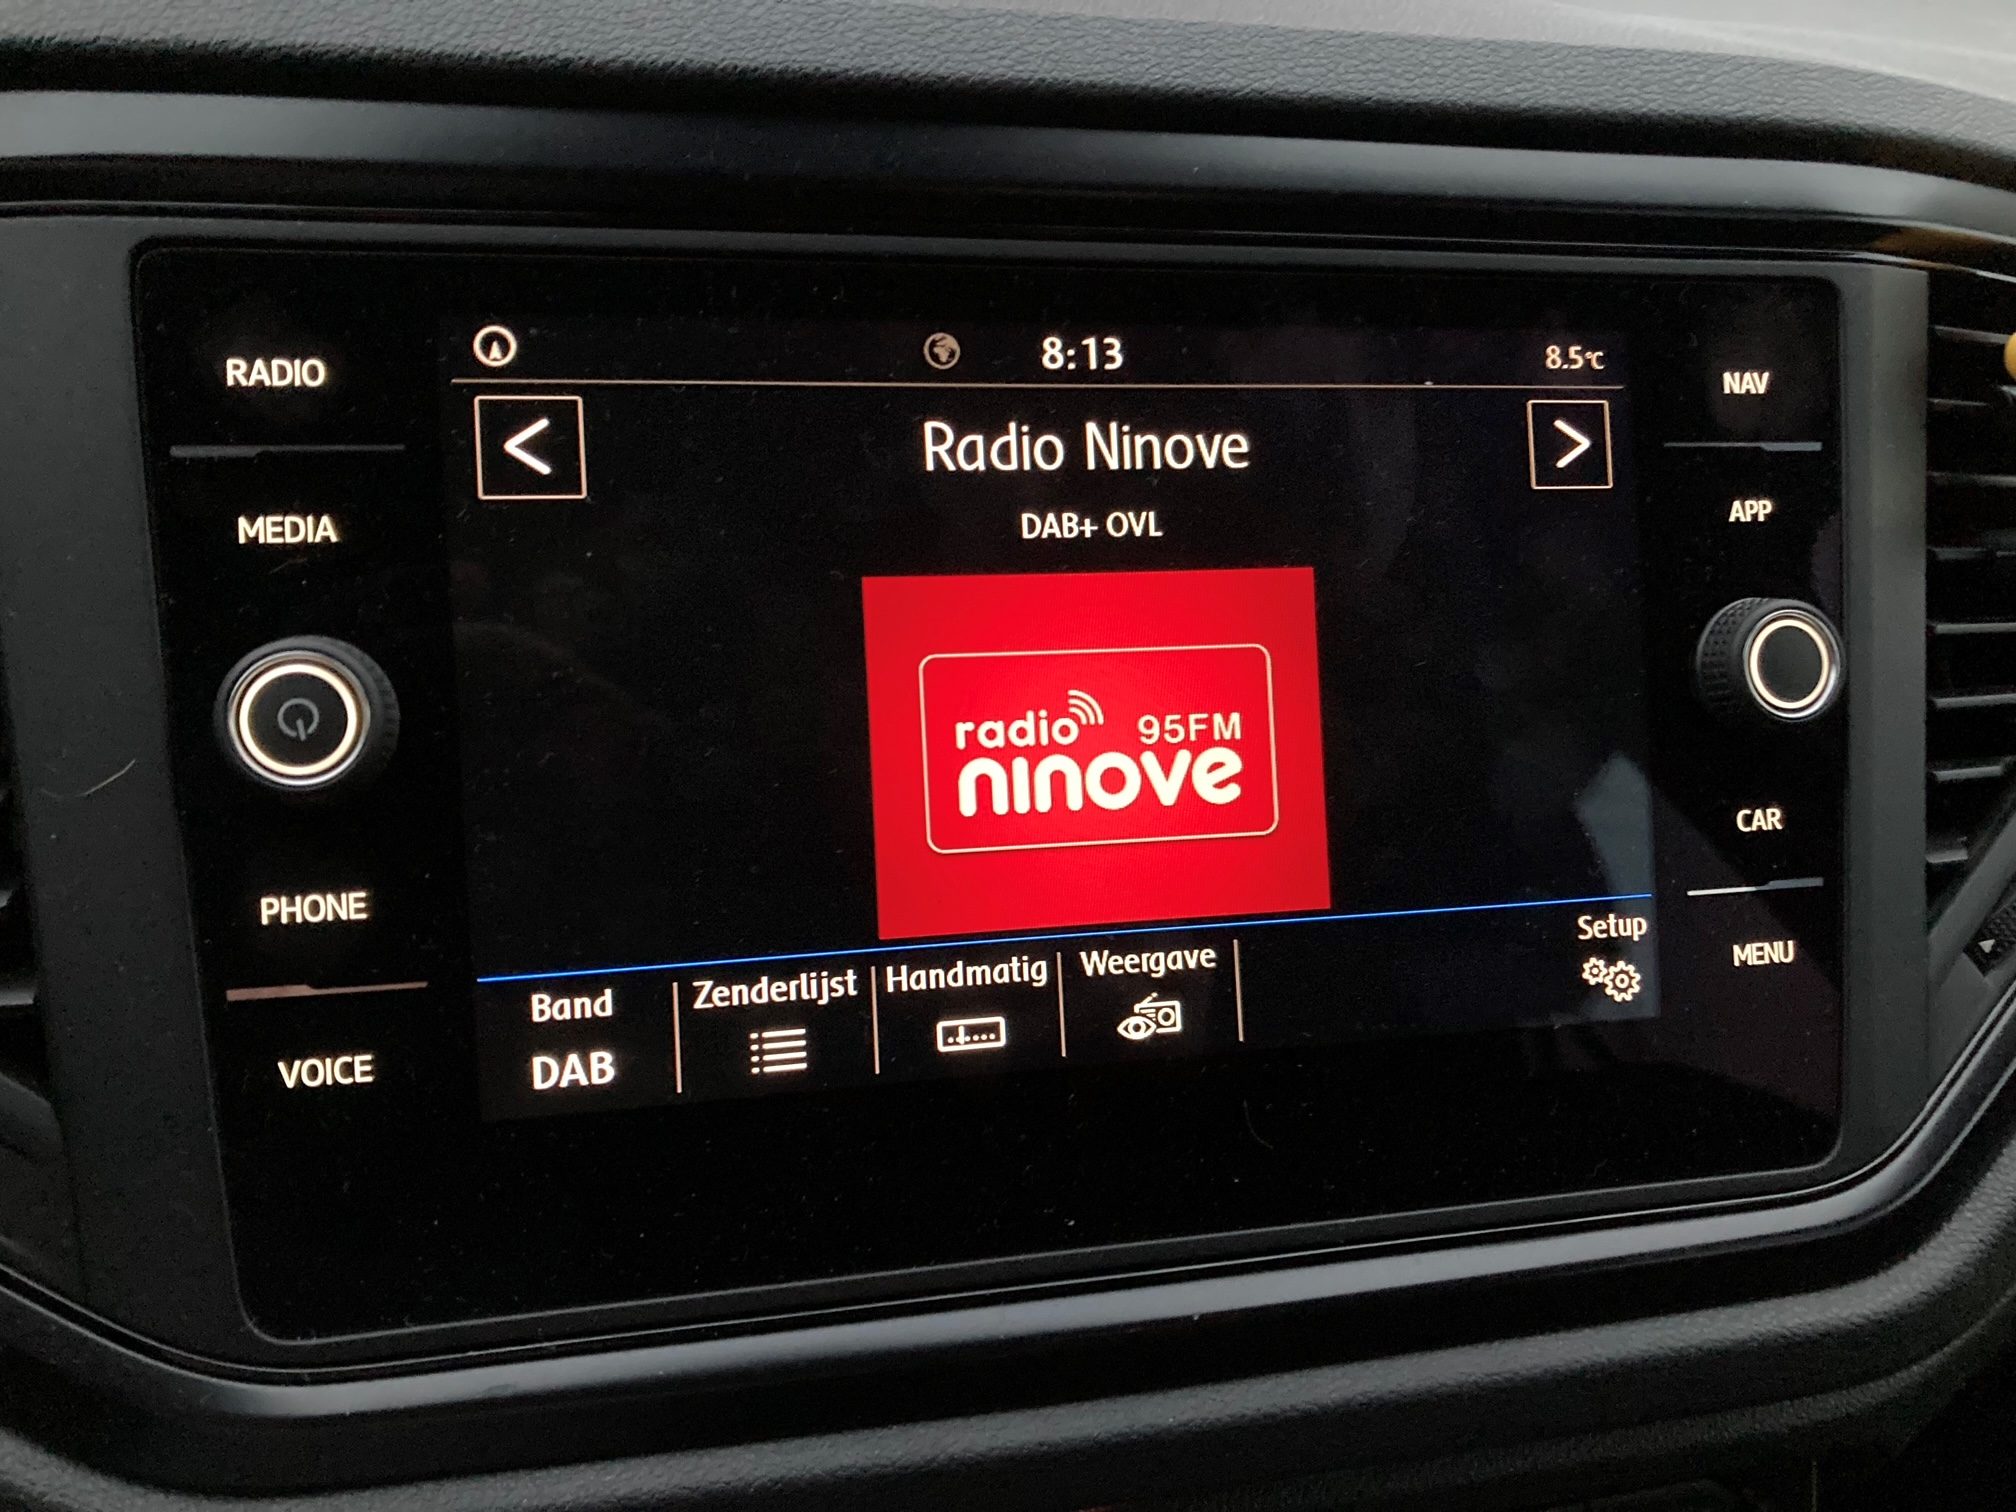 RADIO
MEDIA
PHONE
VOICE
8:13
8.5°C
<
Radio Ninove
>
DAB+ OVL
radio 95FM
ninove
Band
DAB
Zenderlijst
Handmatig
Weergave
Setup
NAV
APP
CAR
MENU